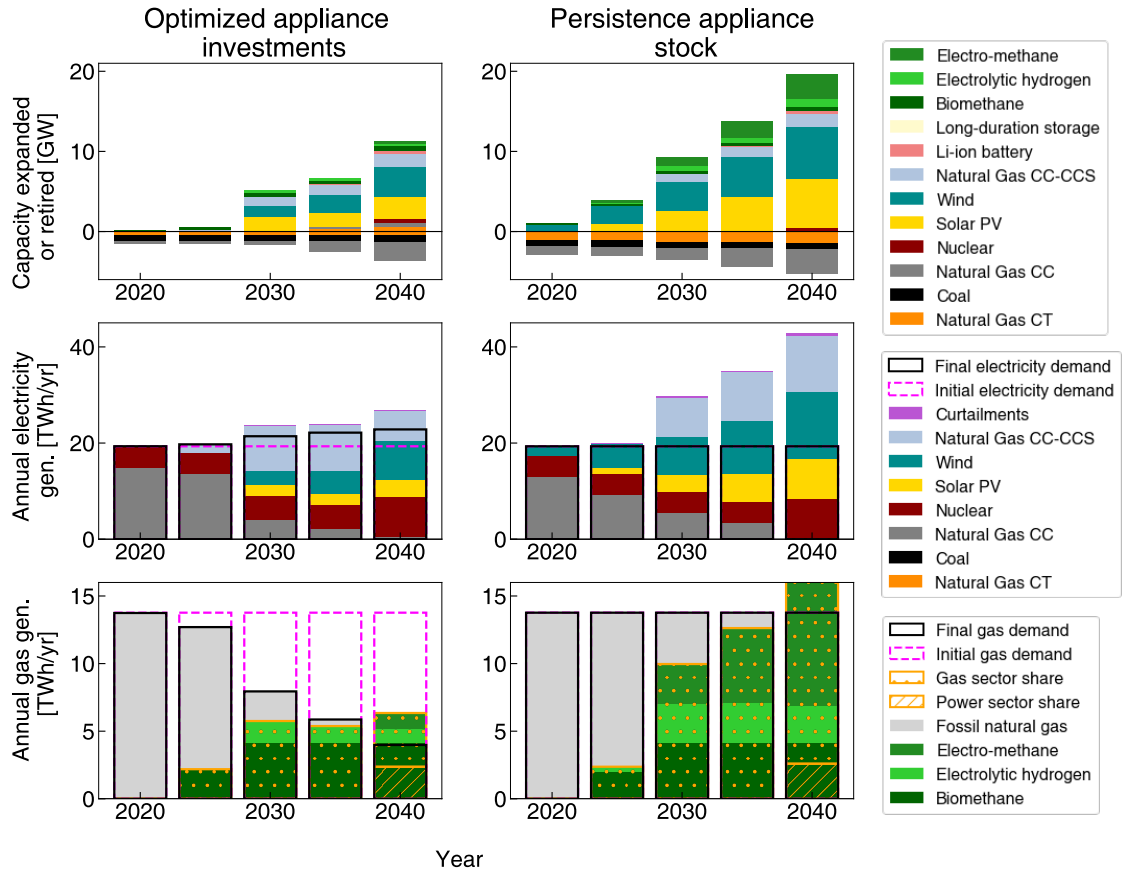 Optimized appliance
investments
Persistence appliance
stock
Capacity expanded
or retired [GW]
20
10
0
2020
2030
2040
20
10
0
2020
2030
2040
Electro-methane
Electrolytic hydrogen
Biomethane
Long-duration storage
Li-ion battery
Natural Gas CC-CCS
Wind
Solar PV
Nuclear
Natural Gas CC
Coal
Natural Gas CT
Annual electricity
gen. [TWh/yr]
40
20
0
2020
2030
2040
40
20
0
2020
2030
2040
Final electricity demand
Initial electricity demand
Curtailments
Natural Gas CC-CCS
Wind
Solar PV
Nuclear
Natural Gas CC
Coal
Natural Gas CT
Annual gas gen.
[TWh/yr]
15
10
5
0
2020
2030
2040
15
10
5
0
2020
2030
2040
Final gas demand
Initial gas demand
Gas sector share
Power sector share
Fossil natural gas
Electro-methane
Electrolytic hydrogen
Biomethane
Year